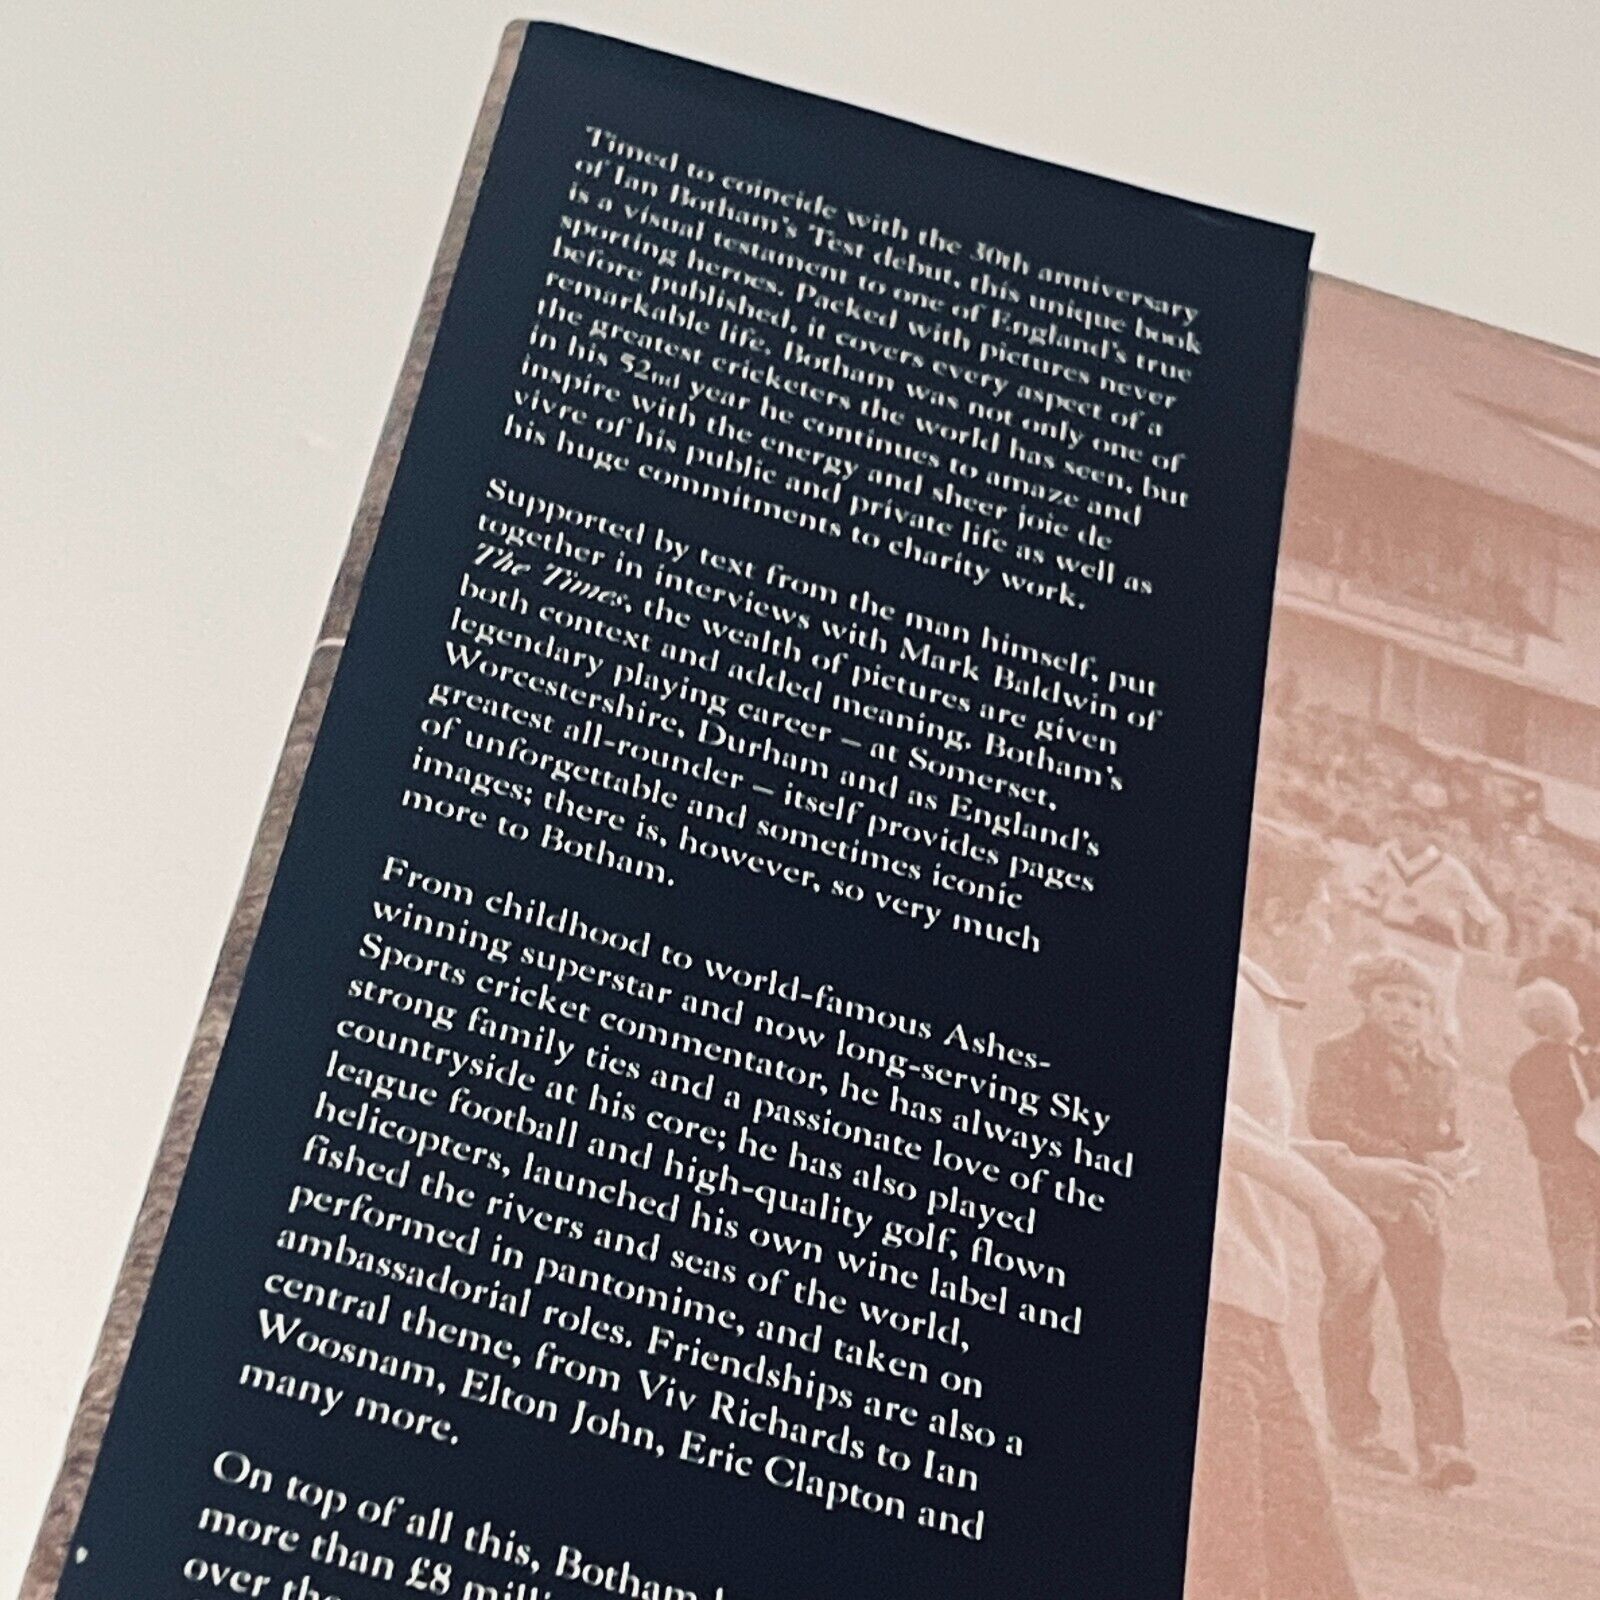 Timed to coincide with the 30th anniversary
of Ian Botham's Test debut, this unique book
is a visual testament to one of England's true
sporting heroes. Packed with pictures never
before published, it covers every aspect of a
remarkable life. Botham was not only one of
the greatest cricketers the world has seen, but
in his 52nd year he continues to amaze and
inspire with the energy and sheer joie de
vivre of his public and private life as well as
his huge commitments to charity work.
Supported by text from the man himself, put
together in interviews with Mark Baldwin of
The Times, the wealth of pictures are given
both context and added meaning. Botham's
legendary playing career – at Somerset,
Worcestershire, Durham and as England's
greatest all-rounder – itself provides pages
of unforgettable and sometimes iconic
images; there is, however, so very much
more to Botham.
From childhood to world-famous Ashes-
winning superstar and now long-serving Sky
Sports cricket commentator, he has always had
strong family ties and a passionate love of the
countryside at his core; he has also played
league football and high-quality golf, flown
helicopters, launched his own wine label and
fished the rivers and seas of the world,
performed in pantomime, and taken on
ambassadorial roles. Friendships are also a
central theme, from Viv Richards to Ian
Woosnam, Elton John, Eric Clapton and
many more.
On top of all this, Botham
more than £8
over the